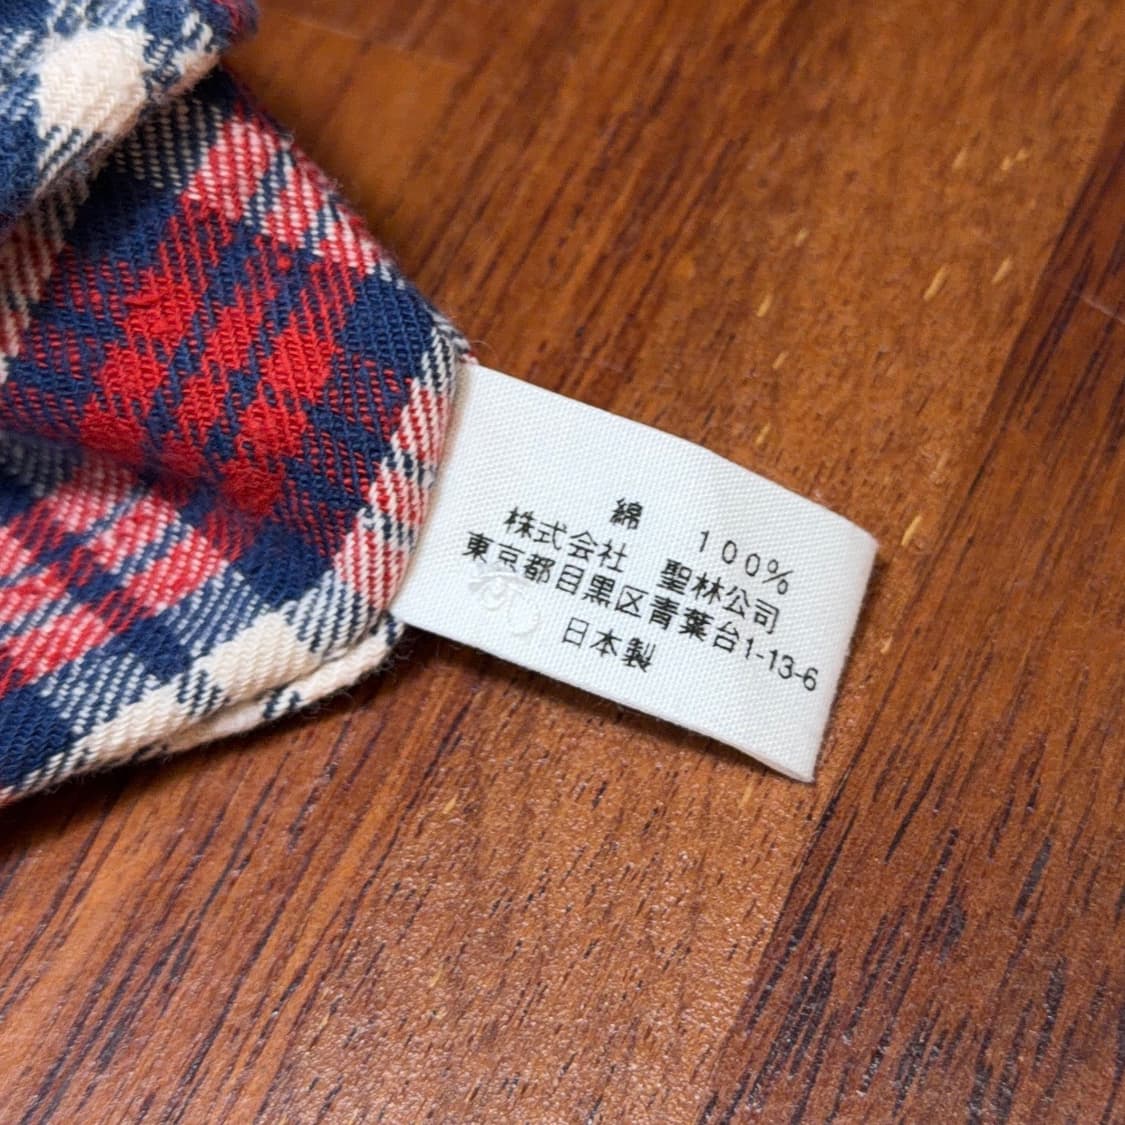 綿 100%
株式会社 聖林公司
東京都目黒区青葉台1-13-6
日本製